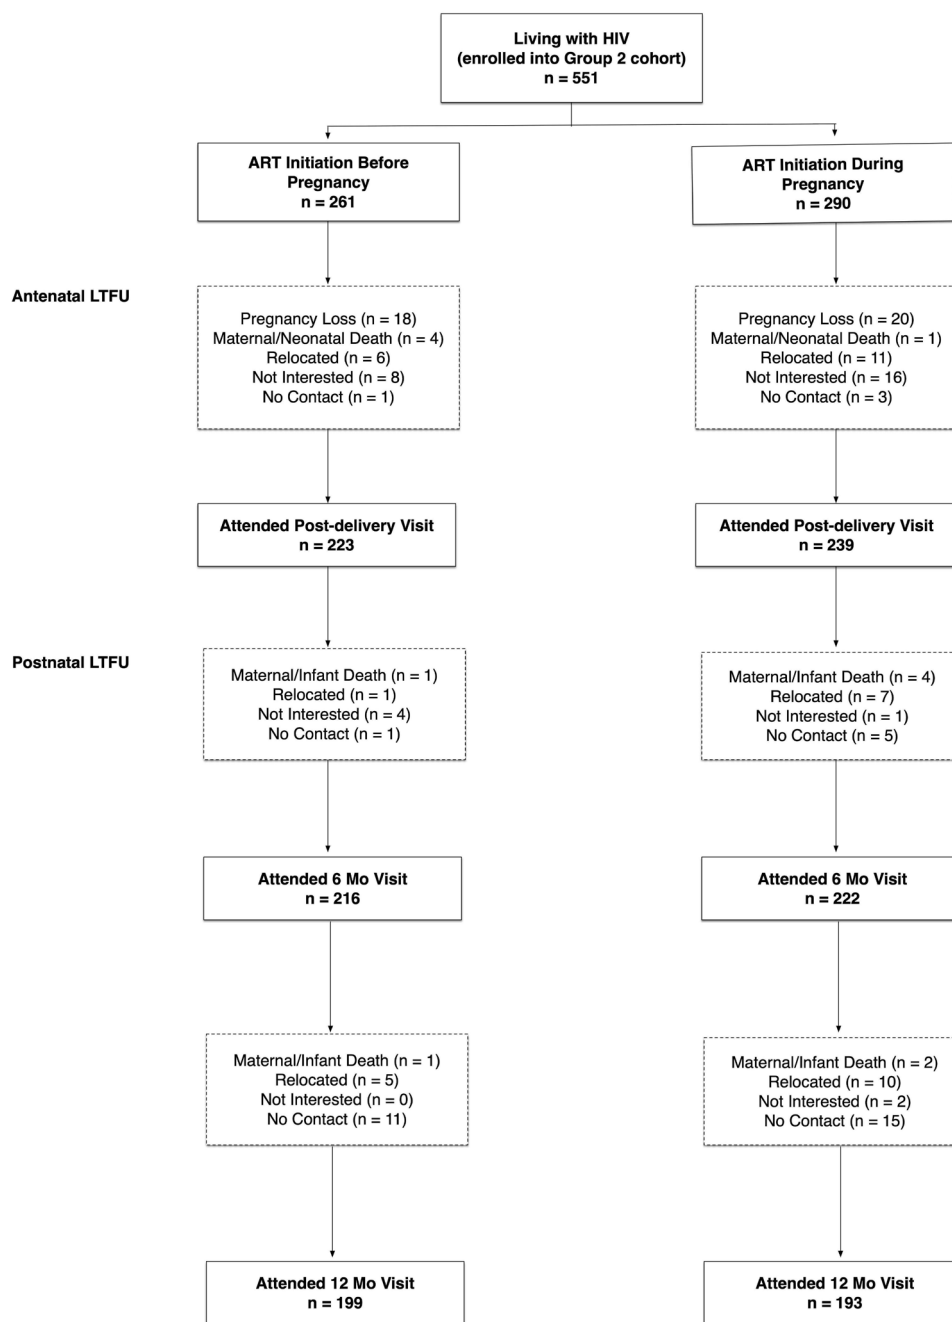 Living with HIV
(enrolled into Group 2 cohort)
n = 551
ART Initiation Before
Pregnancy
n = 261
ART Initiation During
Pregnancy
n = 290
Antenatal LTFU
Pregnancy Loss (n = 18)
Maternal/Neonatal Death (n = 4)
Relocated (n = 6)
Not Interested (n = 8)
No Contact (n = 1)
Pregnancy Loss (n = 20)
Maternal/Neonatal Death (n = 1)
Relocated (n = 11)
Not Interested (n = 16)
No Contact (n = 3)
Attended Post-delivery Visit
n = 223
Attended Post-delivery Visit
n = 239
Postnatal LTFU
Maternal/Infant Death (n = 1)
Relocated (n = 1)
Not Interested (n = 4)
No Contact (n = 1)
Maternal/Infant Death (n = 4)
Relocated (n = 7)
Not Interested (n = 1)
No Contact (n = 5)
Attended 6 Mo Visit
n = 216
Attended 6 Mo Visit
n = 222
Maternal/Infant Death (n = 1)
Relocated (n = 5)
Not Interested (n = 0)
No Contact (n = 11)
Maternal/Infant Death (n = 2)
Relocated (n = 10)
Not Interested (n = 2)
No Contact (n = 15)
Attended 12 Mo Visit
n = 199
Attended 12 Mo Visit
n = 193